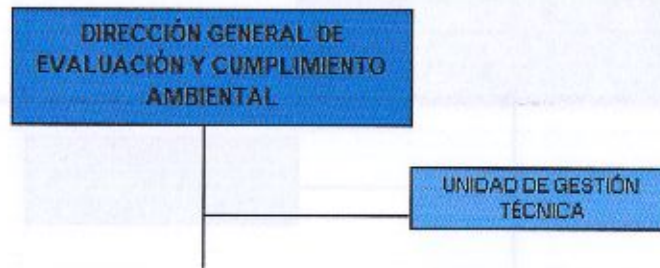 DIRECCIÓN GENERAL DE
EVALUACIÓN Y CUMPLIMIENTO
AMBIENTAL
UNIDAD DE GESTIÓN
TÉCNICA